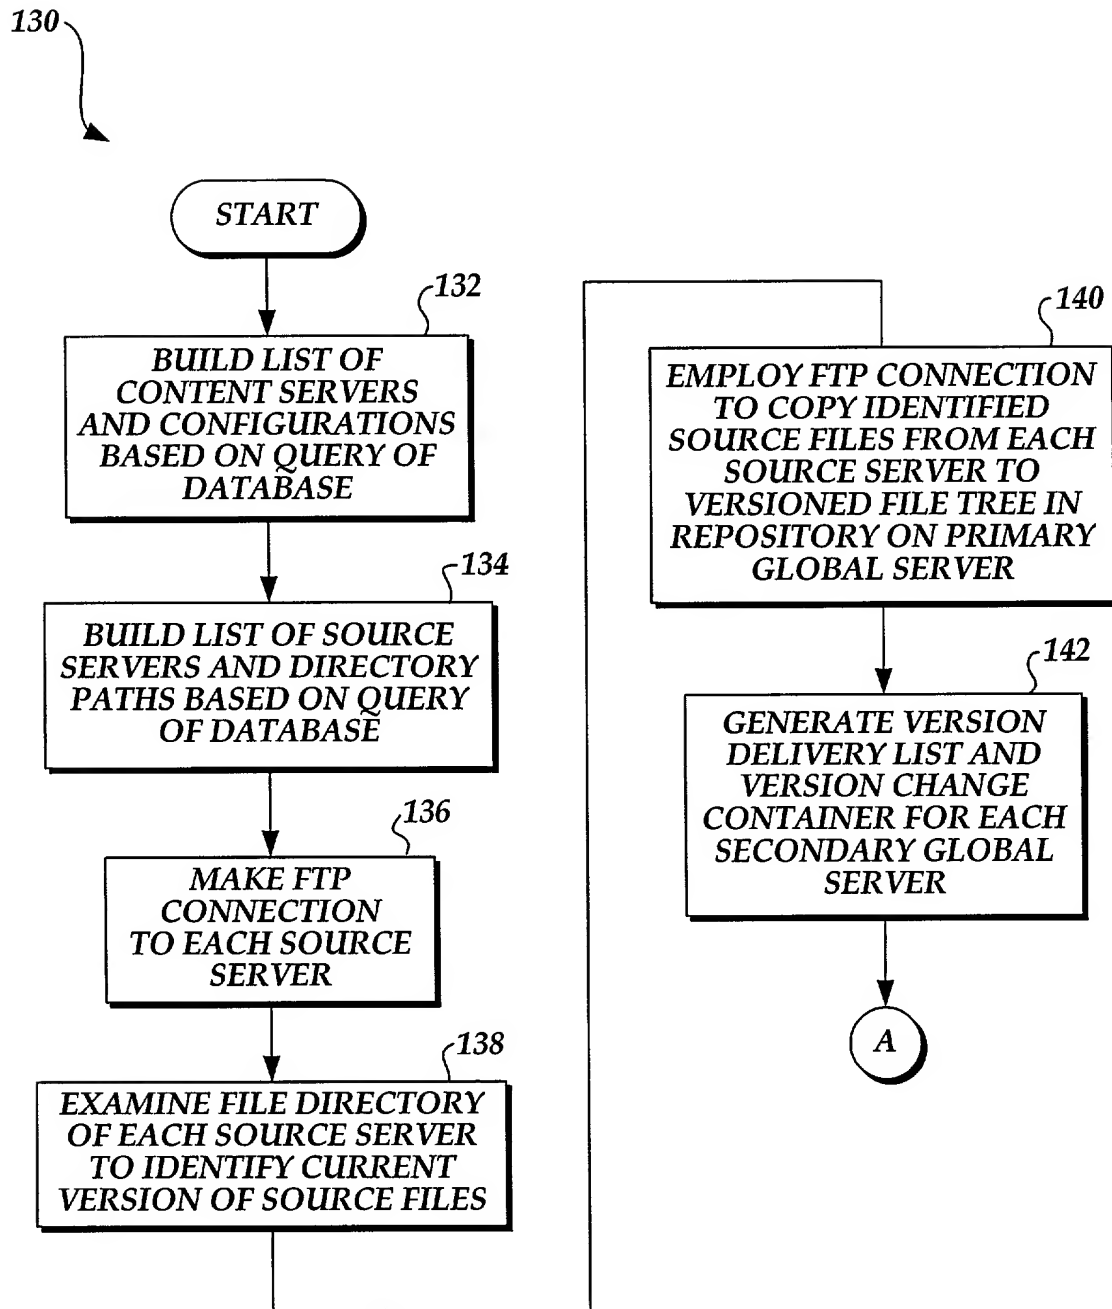 130
START
132
BUILD LIST OF
CONTENT SERVERS
AND CONFIGURATIONS
BASED ON QUERY OF
DATABASE
134
BUILD LIST OF SOURCE
SERVERS AND DIRECTORY
PATHS BASED ON QUERY
OF DATABASE
136
MAKE FTP
CONNECTION
TO EACH SOURCE
SERVER
138
EXAMINE FILE DIRECTORY
OF EACH SOURCE SERVER
TO IDENTIFY CURRENT
VERSION OF SOURCE FILES
140
EMPLOY FTP CONNECTION
TO COPY IDENTIFIED
SOURCE FILES FROM EACH
SOURCE SERVER TO
VERSIONED FILE TREE IN
REPOSITORY ON PRIMARY
GLOBAL SERVER
142
GENERATE VERSION
DELIVERY LIST AND
VERSION CHANGE
CONTAINER FOR EACH
SECONDARY GLOBAL
SERVER
A